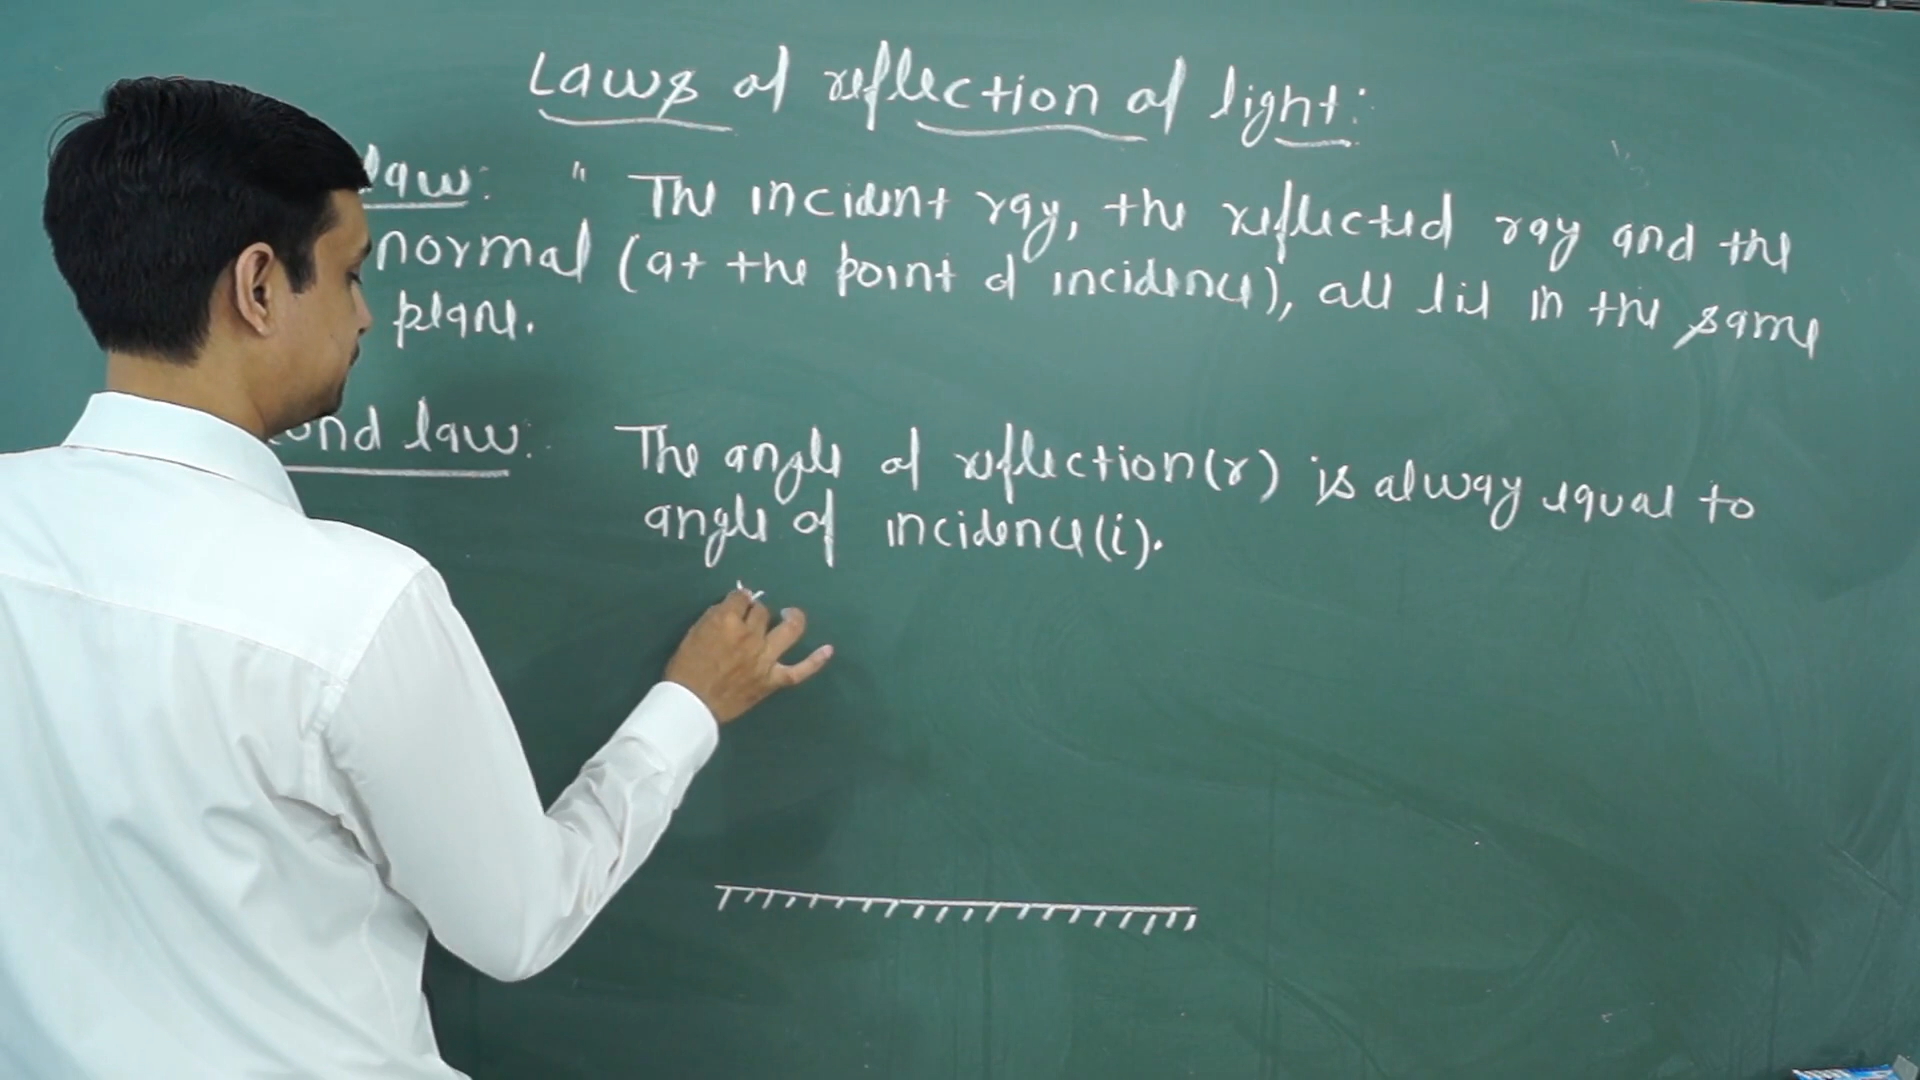 Laws of reflection of light:
law: " The incident ray, the reflected ray and the
normal (at the point of incidence), all lie in the same
plane.
ond law: The angle of reflection(r) is alway equal to
angle of incidence(i).